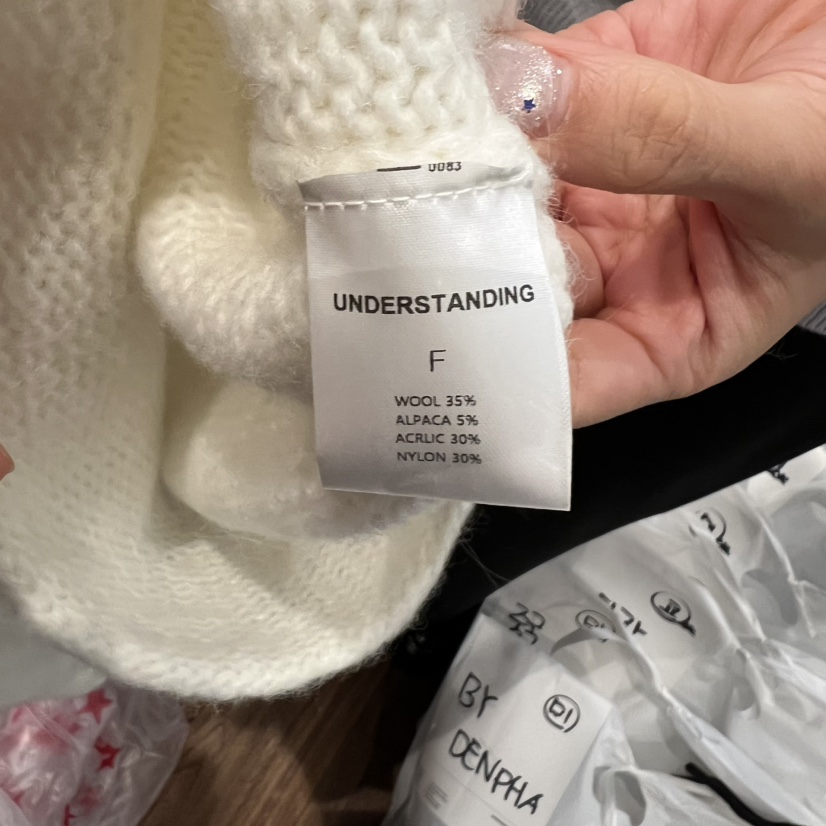 0083
UNDERSTANDING
F
WOOL 35%
ALPACA 5%
ACRLIC 30%
NYLON 30%
BY
DENPHA